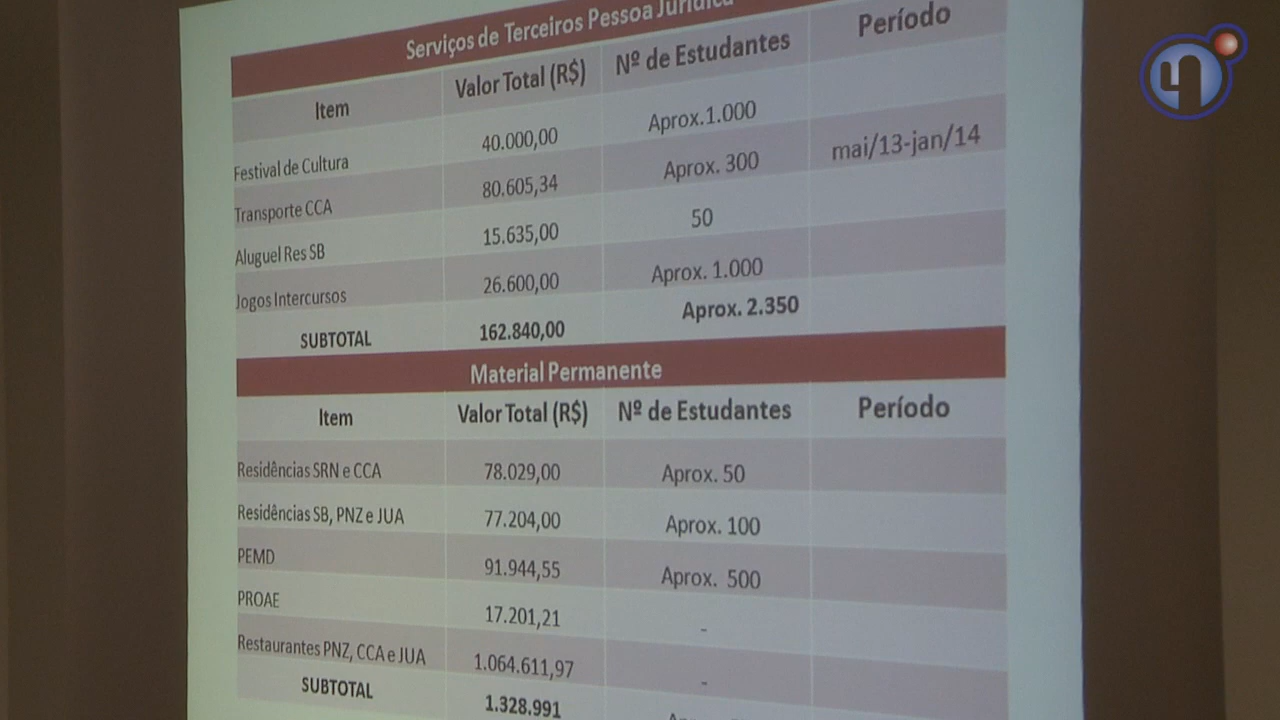 Serviços de Terceiros Pessoa Jurídica
Item Valor Total (R$) Nº de Estudantes Período
Festival de Cultura 40.000,00 Aprox.1.000
Transporte CCA 80.605,34 Aprox. 300 mai/13-jan/14
Aluguel Res SB 15.635,00 50
Jogos Intercursos 26.600,00 Aprox. 1.000
SUBTOTAL 162.840,00 Aprox. 2.350
Material Permanente
Item Valor Total (R$) Nº de Estudantes Período
Residências SRN e CCA 78.029,00 Aprox. 50
Residências SB, PNZ e JUA 77.204,00 Aprox. 100
PEMD 91.944,55 Aprox. 500
PROAE 17.201,21 -
Restaurantes PNZ, CCA e JUA 1.064.611,97 -
SUBTOTAL 1.328.991